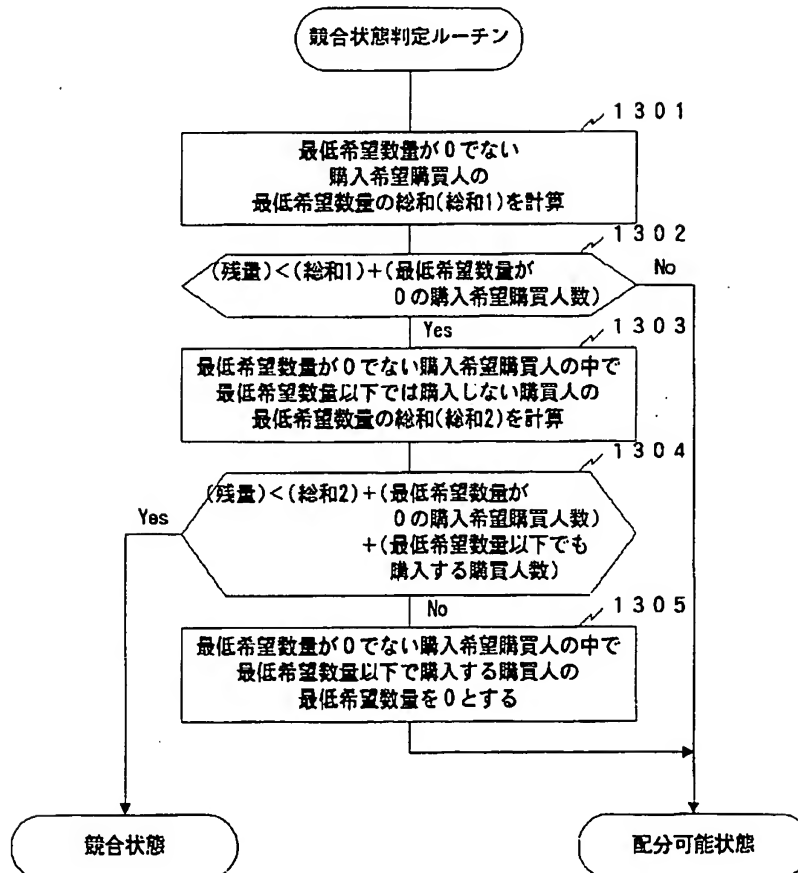 競合状態判定ルーチン
1301
最低希望数量が0でない
購入希望購買人の
最低希望数量の総和(総和1)を計算
1302
(残量)<(総和1)+(最低希望数量が
0の購入希望購買人数)
No
Yes
1303
最低希望数量が0でない購入希望購買人の中で
最低希望数量以下では購入しない購買人の
最低希望数量の総和(総和2)を計算
1304
(残量)<(総和2)+(最低希望数量が
0の購入希望購買人数)
+(最低希望数量以下でも
購入する購買人数)
Yes
No
1305
最低希望数量が0でない購入希望購買人の中で
最低希望数量以下で購入する購買人の
最低希望数量を0とする
競合状態
配分可能状態